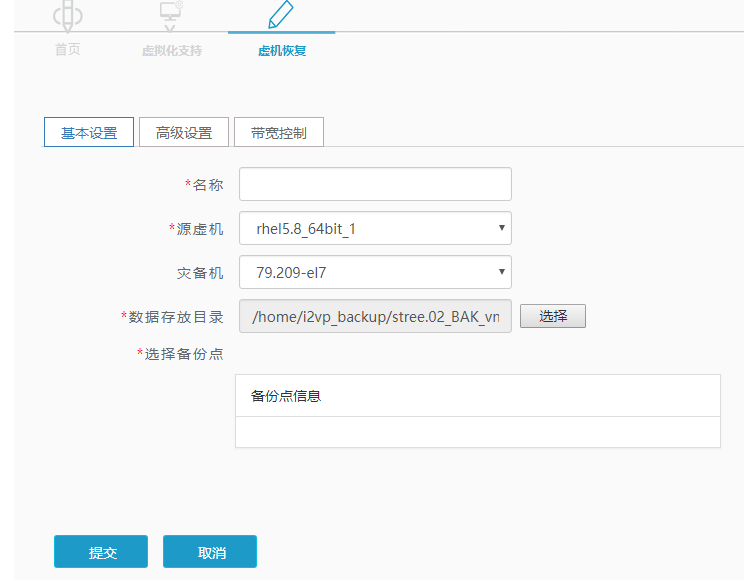 首页
虚拟化支持
虚机恢复
基本设置
高级设置
带宽控制
*名称
*源虚机
rhel5.8_64bit_1
灾备机
79.209-el7
*数据存放目录
/home/i2vp_backup/stree.02_BAK_vn
选择
*选择备份点
备份点信息
提交
取消